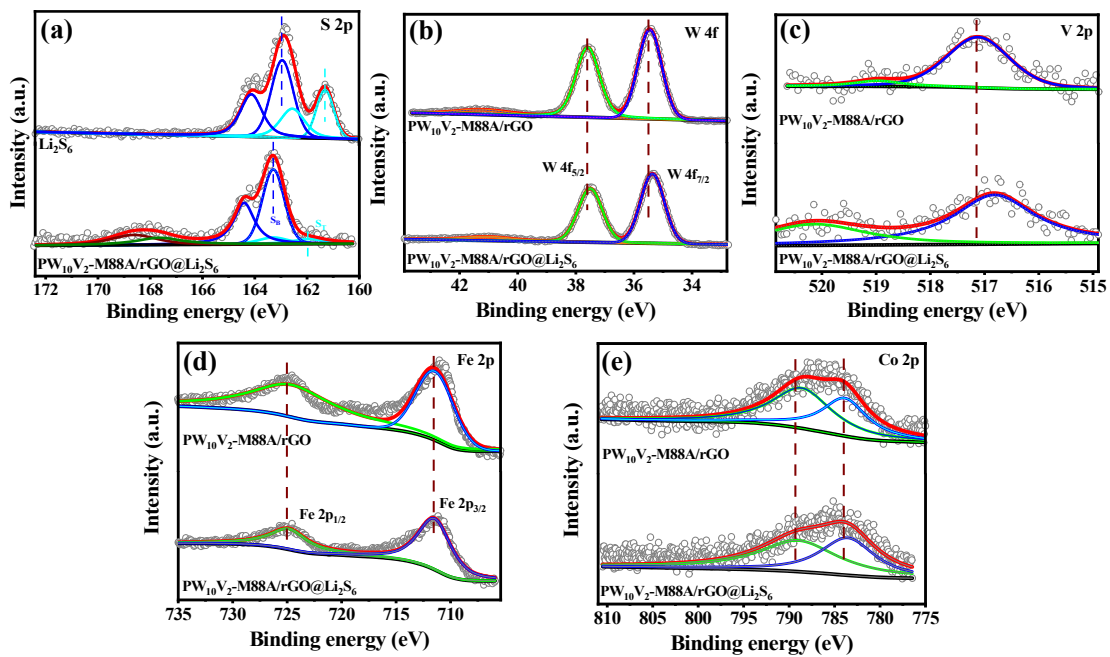 (a)
S 2p
Intensity (a.u.)
Li₂S₆
S_B
PW₁₀V₂-M88A/rGO@Li₂S₆
172 170 168 166 164 162 160
Binding energy (eV)
(b)
W 4f
Intensity (a.u.)
PW₁₀V₂-M88A/rGO
W 4f₅/₂
W 4f₇/₂
PW₁₀V₂-M88A/rGO@Li₂S₆
42 40 38 36 34
Binding energy (eV)
(c)
V 2p
Intensity (a.u.)
PW₁₀V₂-M88A/rGO
PW₁₀V₂-M88A/rGO@Li₂S₆
520 519 518 517 516 515
Binding energy (eV)
(d)
Fe 2p
Intensity (a.u.)
PW₁₀V₂-M88A/rGO
Fe 2p₁/₂
Fe 2p₃/₂
PW₁₀V₂-M88A/rGO@Li₂S₆
735 730 725 720 715 710
Binding energy (eV)
(e)
Co 2p
Intensity (a.u.)
PW₁₀V₂-M88A/rGO
PW₁₀V₂-M88A/rGO@Li₂S₆
810 805 800 795 790 785 780 775
Binding energy (eV)